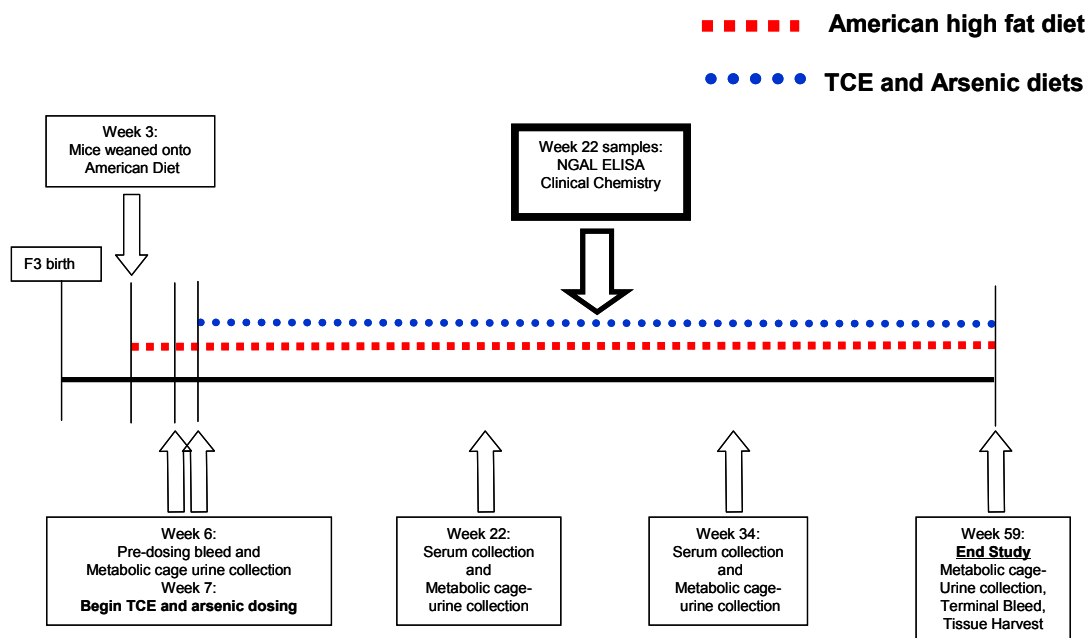 American high fat diet
TCE and Arsenic diets
Week 3:
Mice weaned onto
American Diet
Week 22 samples:
NGAL ELISA
Clinical Chemistry
F3 birth
Week 6:
Pre-dosing bleed and
Metabolic cage urine collection
Week 7:
Begin TCE and arsenic dosing
Week 22:
Serum collection
and
Metabolic cage-
urine collection
Week 34:
Serum collection
and
Metabolic cage-
urine collection
Week 59:
End Study
Metabolic cage-
Urine collection,
Terminal Bleed,
Tissue Harvest